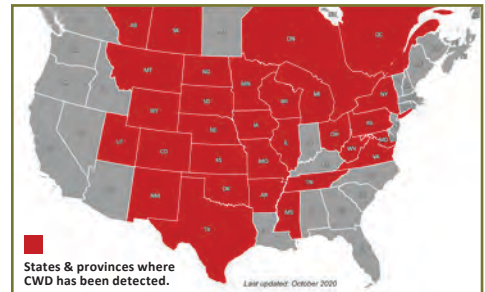 AB SK
ON QC
MT ND
MN
WI MI NY
WY SD
IA PA
NE OH
UT CO IL MD
KS MO WV VA
OK TN
NM AR
MS
TX
States & provinces where
CWD has been detected.
Last updated: October 2020